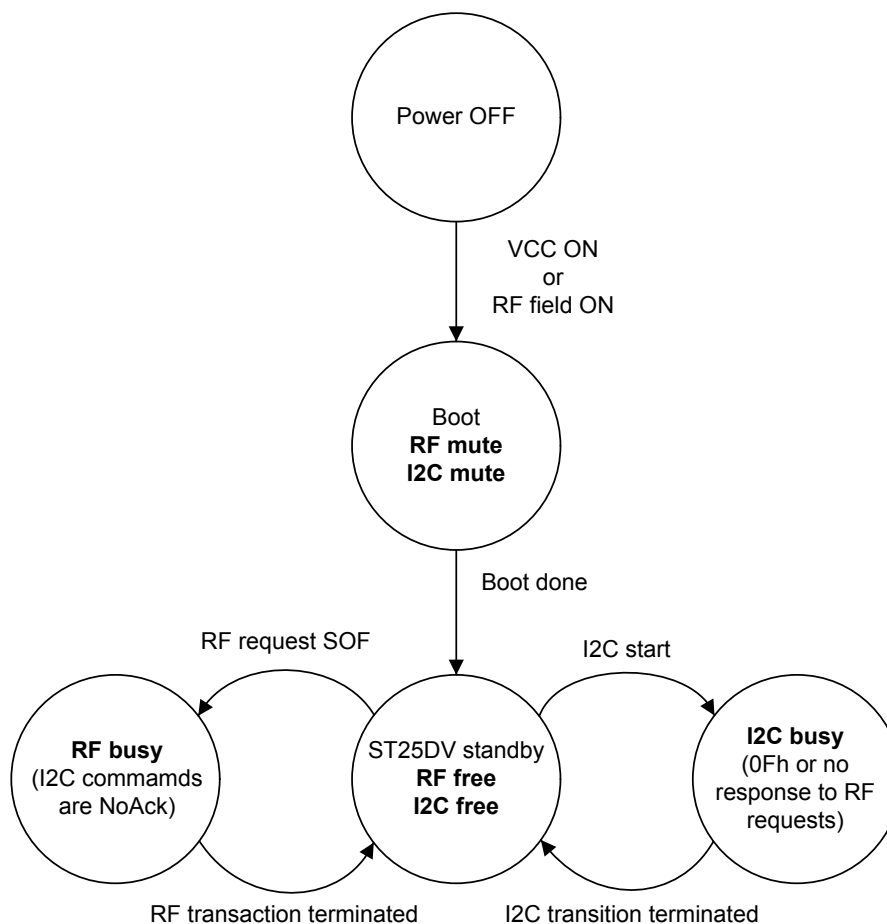 Power OFF
VCC ON
or
RF field ON
Boot
RF mute
I2C mute
Boot done
RF request SOF
I2C start
RF busy
(I2C commamds
are NoAck)
ST25DV standby
RF free
I2C free
I2C busy
(0Fh or no
response to RF
requests)
RF transaction terminated
I2C transition terminated